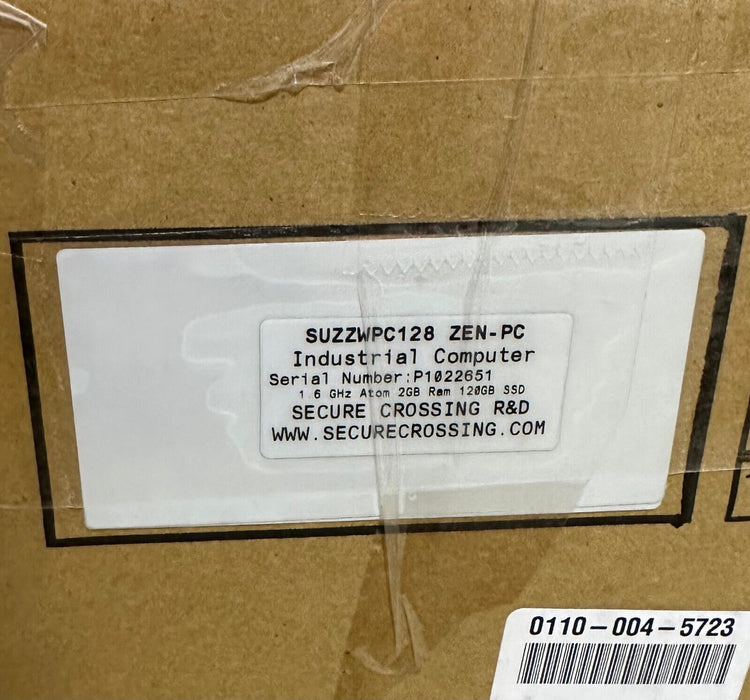 SUZZWPC128 ZEN-PC
Industrial Computer
Serial Number:P1022651
1.6 GHz Atom 2GB Ram 120GB SSD
SECURE CROSSING R&D
WWW.SECURECROSSING.COM
0110-004-5723